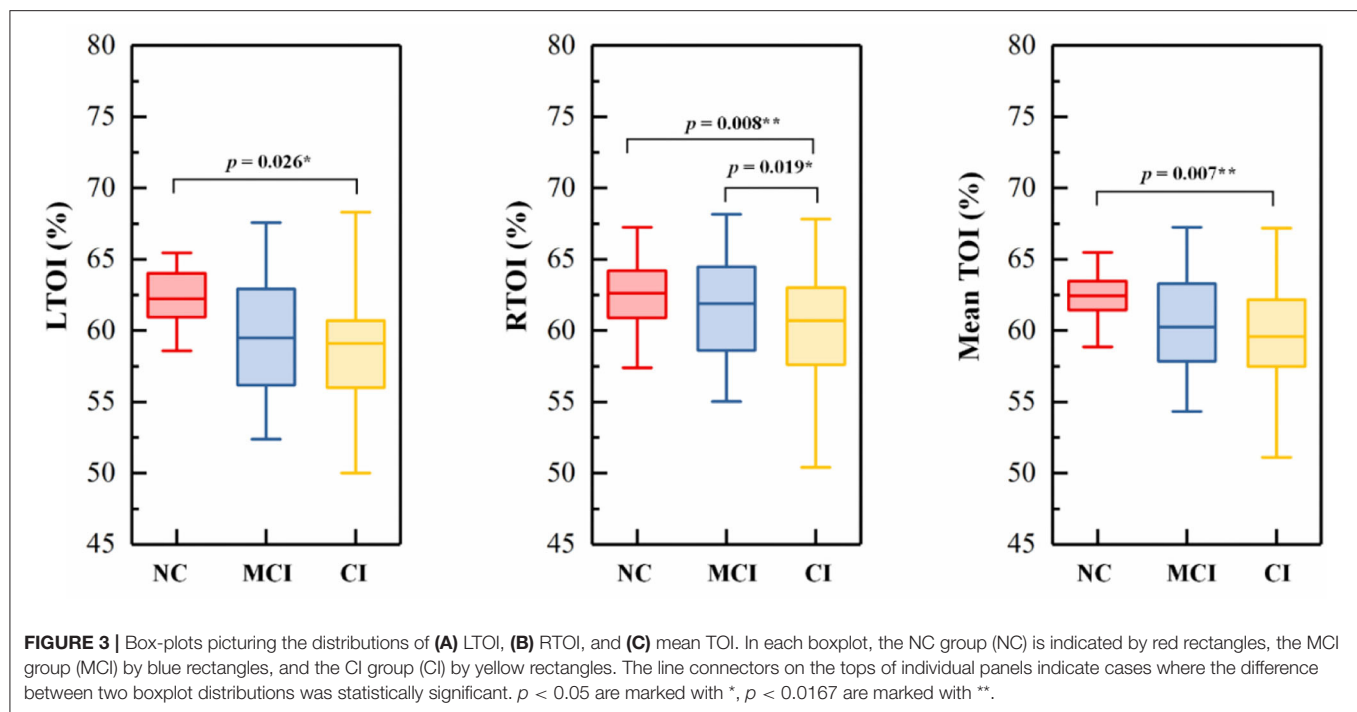 80
75
70
65
60
55
50
45
LTOI (%)
p = 0.026*
NC MCI CI
80
75
70
65
60
55
50
45
RTOI (%)
p = 0.008**
p = 0.019*
NC MCI CI
80
75
70
65
60
55
50
45
Mean TOI (%)
p = 0.007**
NC MCI CI
FIGURE 3 | Box-plots picturing the distributions of (A) LTOI, (B) RTOI, and (C) mean TOI. In each boxplot, the NC group (NC) is indicated by red rectangles, the MCI
group (MCI) by blue rectangles, and the CI group (CI) by yellow rectangles. The line connectors on the tops of individual panels indicate cases where the difference
between two boxplot distributions was statistically significant. p < 0.05 are marked with *, p < 0.0167 are marked with **.